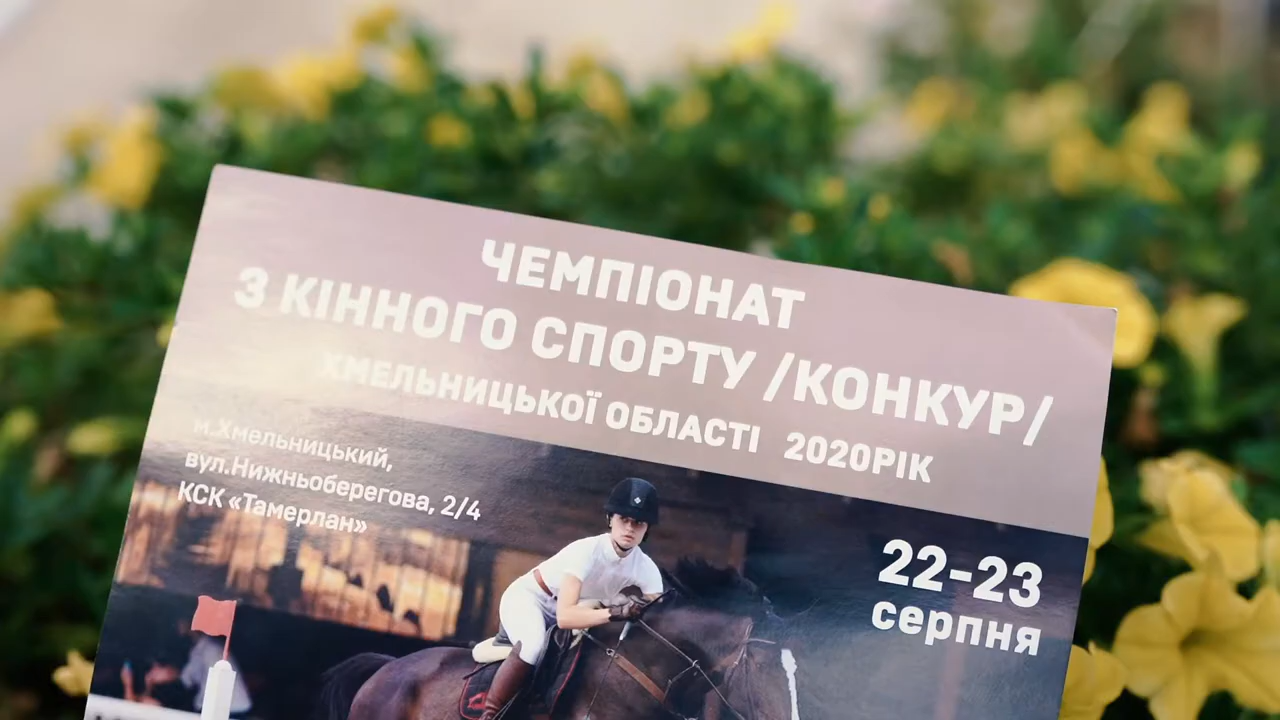 ЧЕМПІОНАТ
З КІННОГО СПОРТУ /КОНКУР/
ХМЕЛЬНИЦЬКОЇ ОБЛАСТІ 2020РІК
м.Хмельницький,
вул.Нижньоберегова, 2/4
КСК «Тамерлан»
22-23
серпня